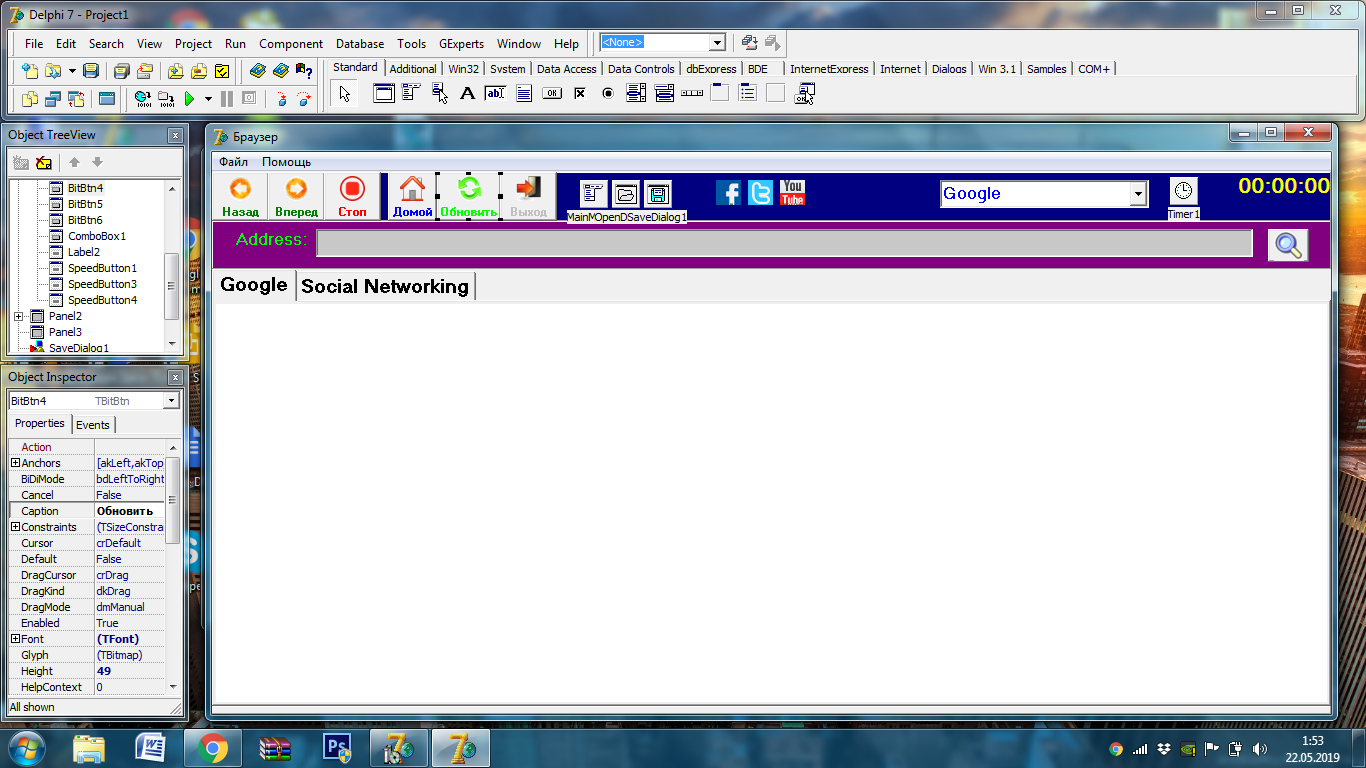 Delphi 7 - Project1
File Edit Search View Project Run Component Database Tools GExperts Window Help
<None>
Standard Additional Win32 System Data Access Data Controls dbExpress BDE InternetExpress Internet Dialogs Win 3.1 Samples COM+
Object TreeView
BitBtn4
BitBtn5
BitBtn6
ComboBox1
Label2
SpeedButton1
SpeedButton3
SpeedButton4
Panel2
Panel3
SaveDialog1
Object Inspector
BitBtn4 TBitBtn
Properties Events
Action
Anchors [akLeft,akTop
BiDiMode bdLeftToRight
Cancel False
Caption Обновить
Constraints (TSizeConstra
Cursor crDefault
Default False
DragCursor crDrag
DragKind dkDrag
DragMode dmManual
Enabled True
Font (TFont)
Glyph (TBitmap)
Height 49
HelpContext 0
All shown
Браузер
Файл Помощь
Назад Вперед Стоп Домой Обновить Выход
MainMOpenDSaveDialog1
You
Tube
Google
Timer1
00:00:00
Address:
Google Social Networking
1:53
22.05.2019